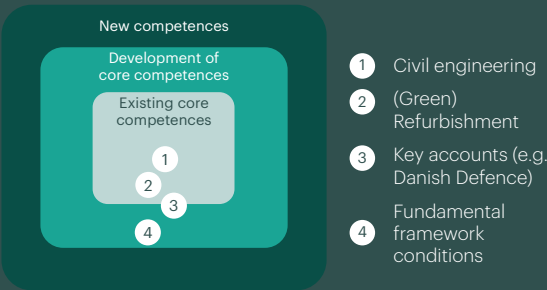 New competences
Development of
core competences
Existing core
competences
1
2
3
4
1 Civil engineering
2 (Green)
Refurbishment
3 Key accounts (e.g.
Danish Defence)
Fundamental
4 framework
conditions